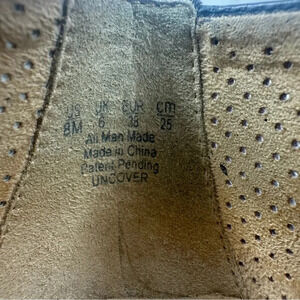 US UK EUR cm
8M 6 38 25
All Man Made
Made in China
Patent Pending
UNCOVER